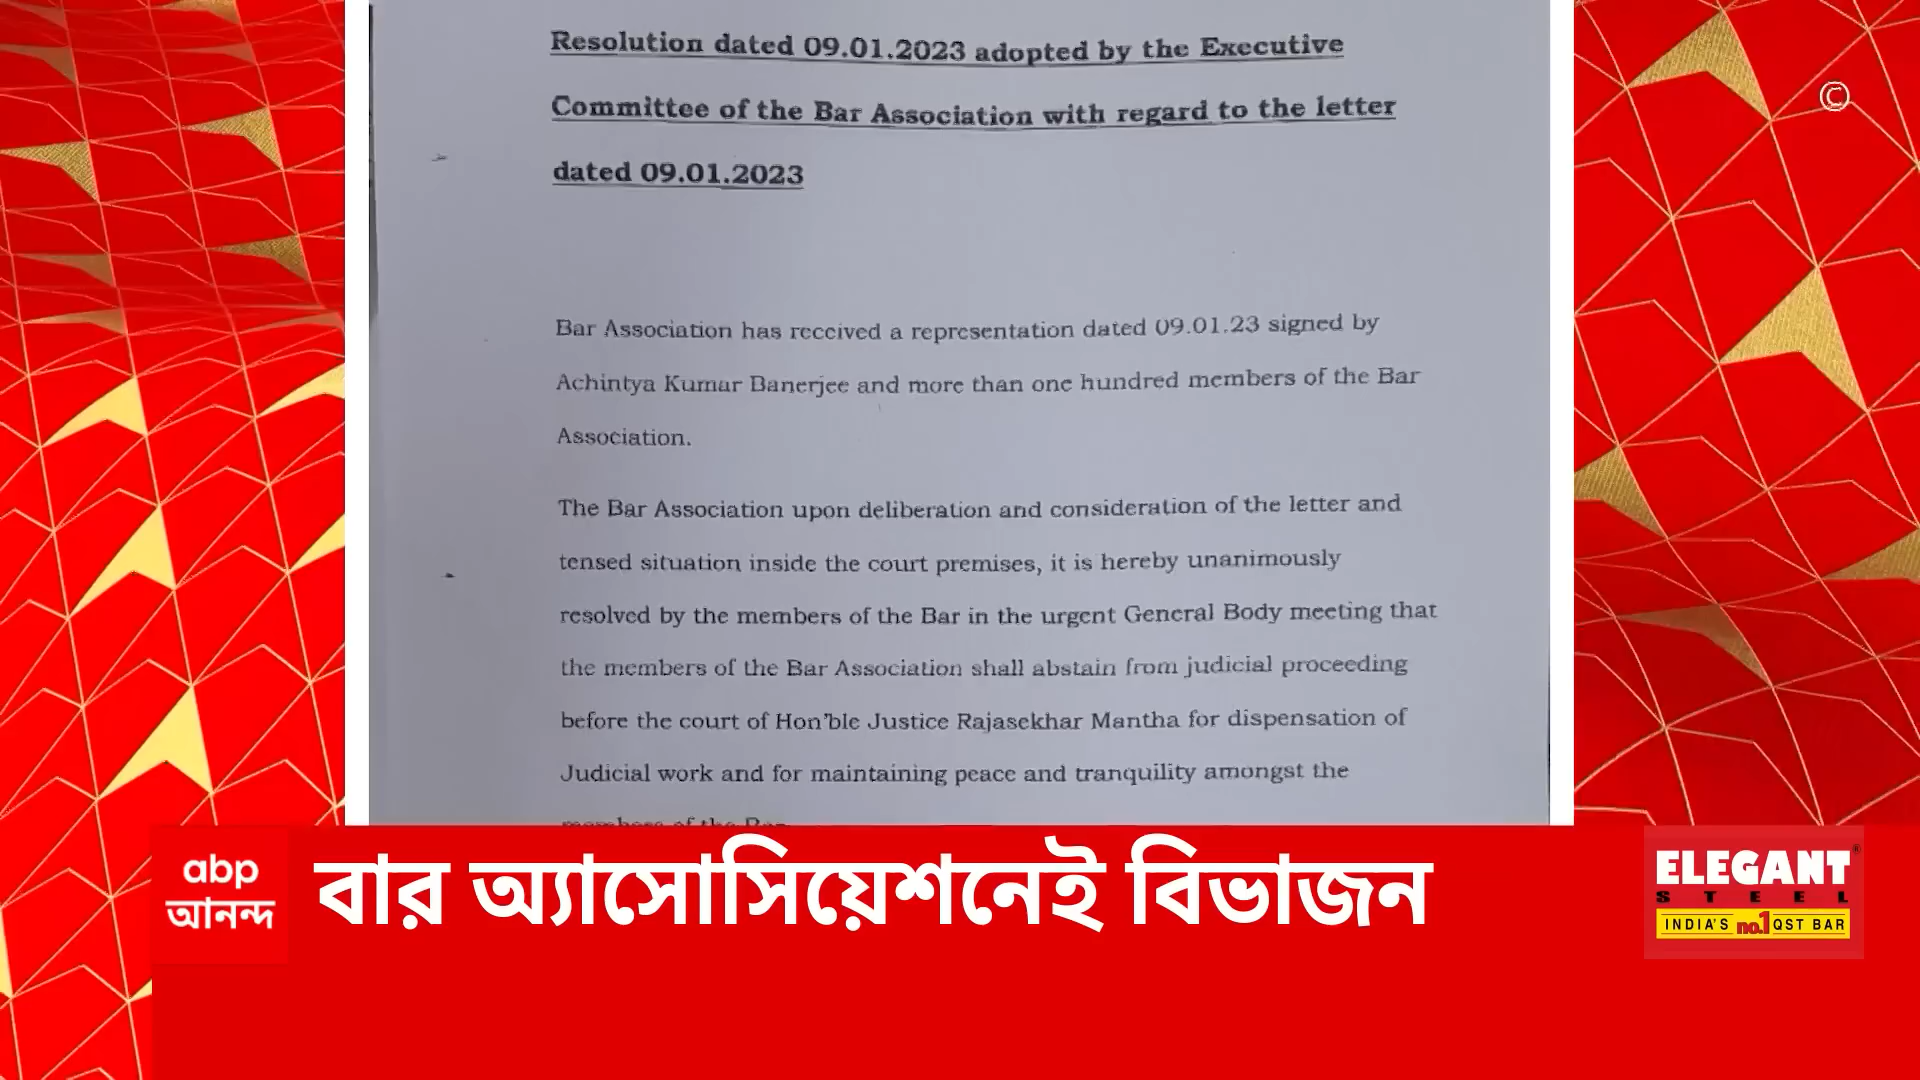 Resolution dated 09.01.2023 adopted by the Executive
Committee of the Bar Association with regard to the letter
dated 09.01.2023
©
Bar Association has received a representation dated 09.01.23 signed by
Achintya Kumar Banerjee and more than one hundred members of the Bar
Association.
The Bar Association upon deliberation and consideration of the letter and
tensed situation inside the court premises, it is hereby unanimously
resolved by the members of the Bar in the urgent General Body meeting that
the members of the Bar Association shall abstain from judicial proceeding
before the court of Hon'ble Justice Rajasekhar Mantha for dispensation of
Judicial work and for maintaining peace and tranquility amongst the
members of the Bar
abp
আনন্দ
বার অ্যাসোসিয়েশনেই বিভাজন
ELEGANT®
STEEL
INDIA'S no.1 QST BAR